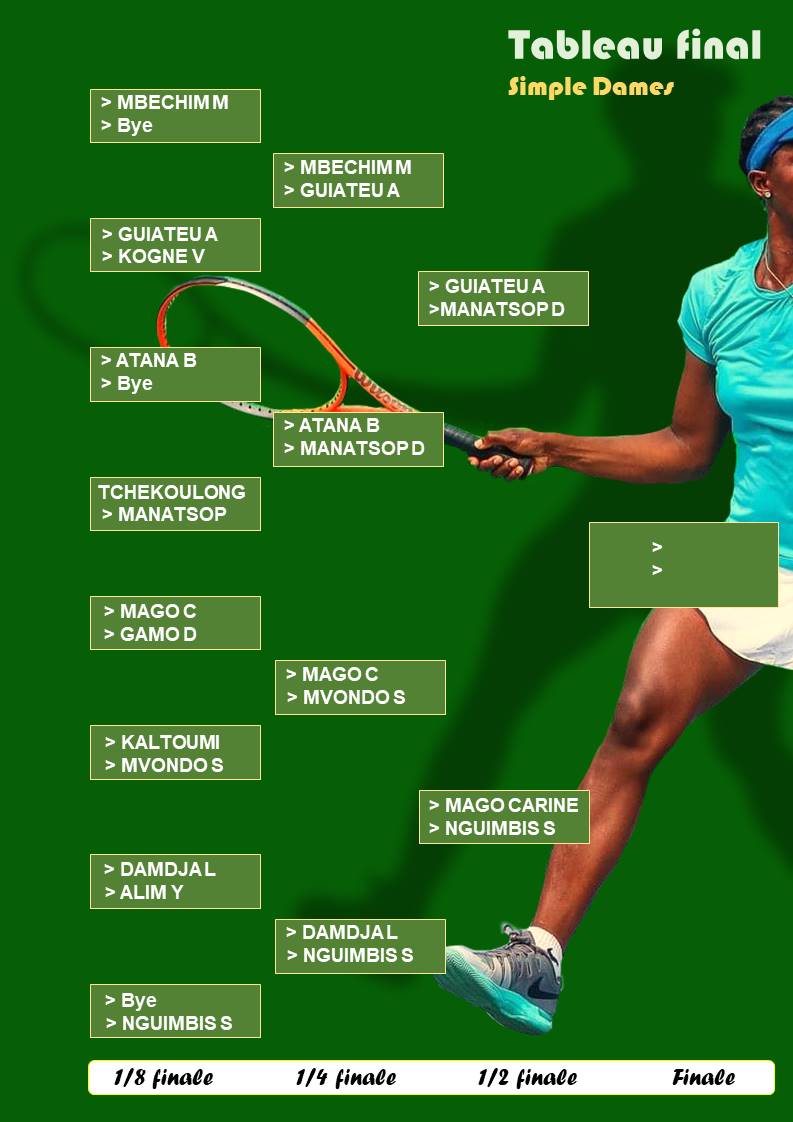 Tableau final
Simple Dames
> MBECHIM M
> Bye
> MBECHIM M
> GUIATEU A
> GUIATEU A
> KOGNE V
> GUIATEU A
>MANATSOP D
> ATANA B
> Bye
> ATANA B
> MANATSOP D
TCHEKOULONG
> MANATSOP
>
>
> MAGO C
> GAMO D
> MAGO C
> MVONDO S
> KALTOUMI
> MVONDO S
> MAGO CARINE
> NGUIMBIS S
> DAMDJA L
> ALIM Y
> DAMDJA L
> NGUIMBIS S
> Bye
> NGUIMBIS S
1/8 finale 1/4 finale 1/2 finale Finale